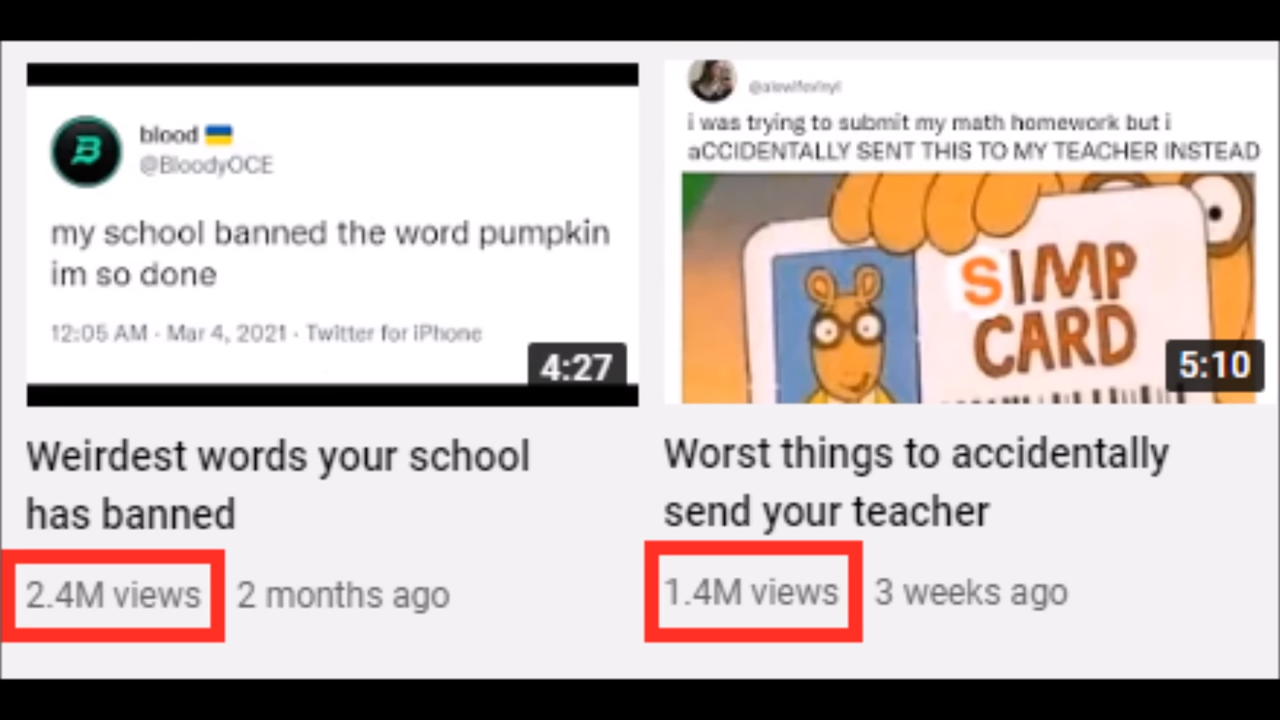 blood 🇺🇦
@BloodyOCE
my school banned the word pumpkin
im so done
12:05 AM · Mar 4, 2021 · Twitter for iPhone
4:27
Weirdest words your school
has banned
2.4M views 2 months ago
i was trying to submit my math homework but i
aCCIDENTALLY SENT THIS TO MY TEACHER INSTEAD
SIMP
CARD
5:10
Worst things to accidentally
send your teacher
1.4M views 3 weeks ago